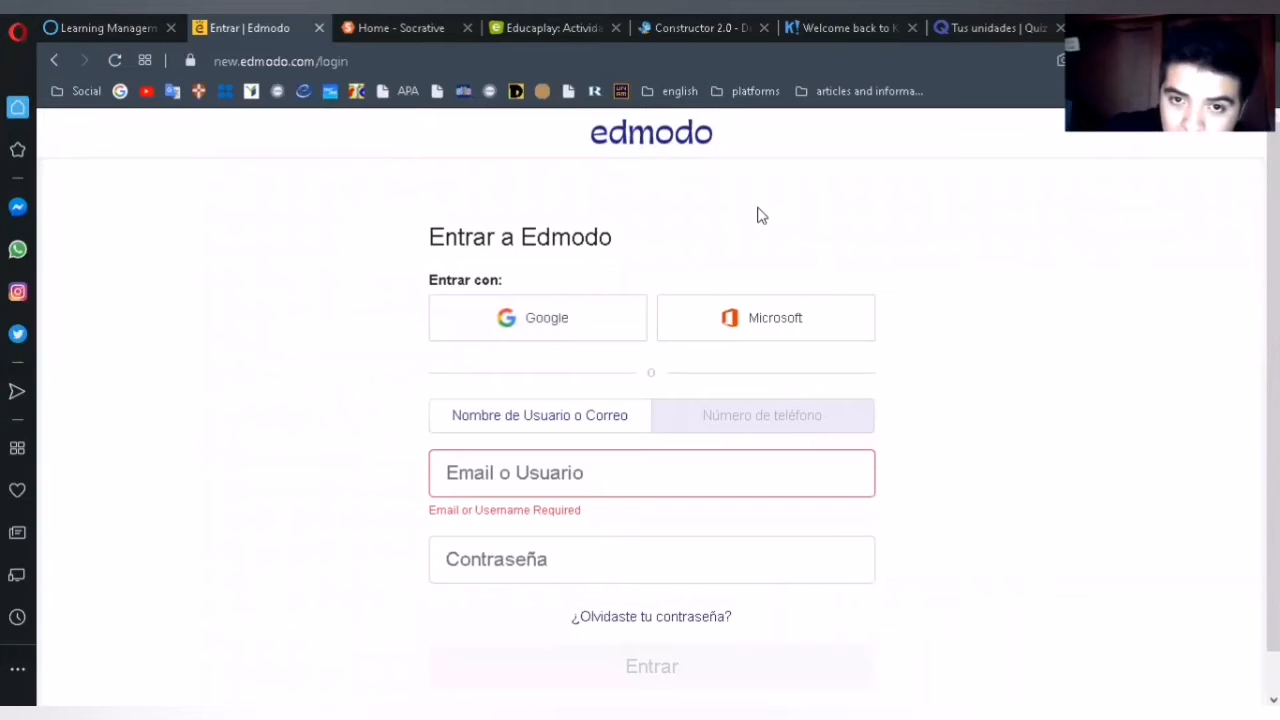 Learning Managem
Entrar | Edmodo
Home - Socrative
Educaplay: Activida
Constructor 2.0 - D
Welcome back to K
Tus unidades | Quiz
new.edmodo.com/login
Social
APA
english
platforms
articles and informa...
edmodo
Entrar a Edmodo
Entrar con:
Google
Microsoft
o
Nombre de Usuario o Correo
Número de teléfono
Email o Usuario
Email or Username Required
Contraseña
¿Olvidaste tu contraseña?
Entrar